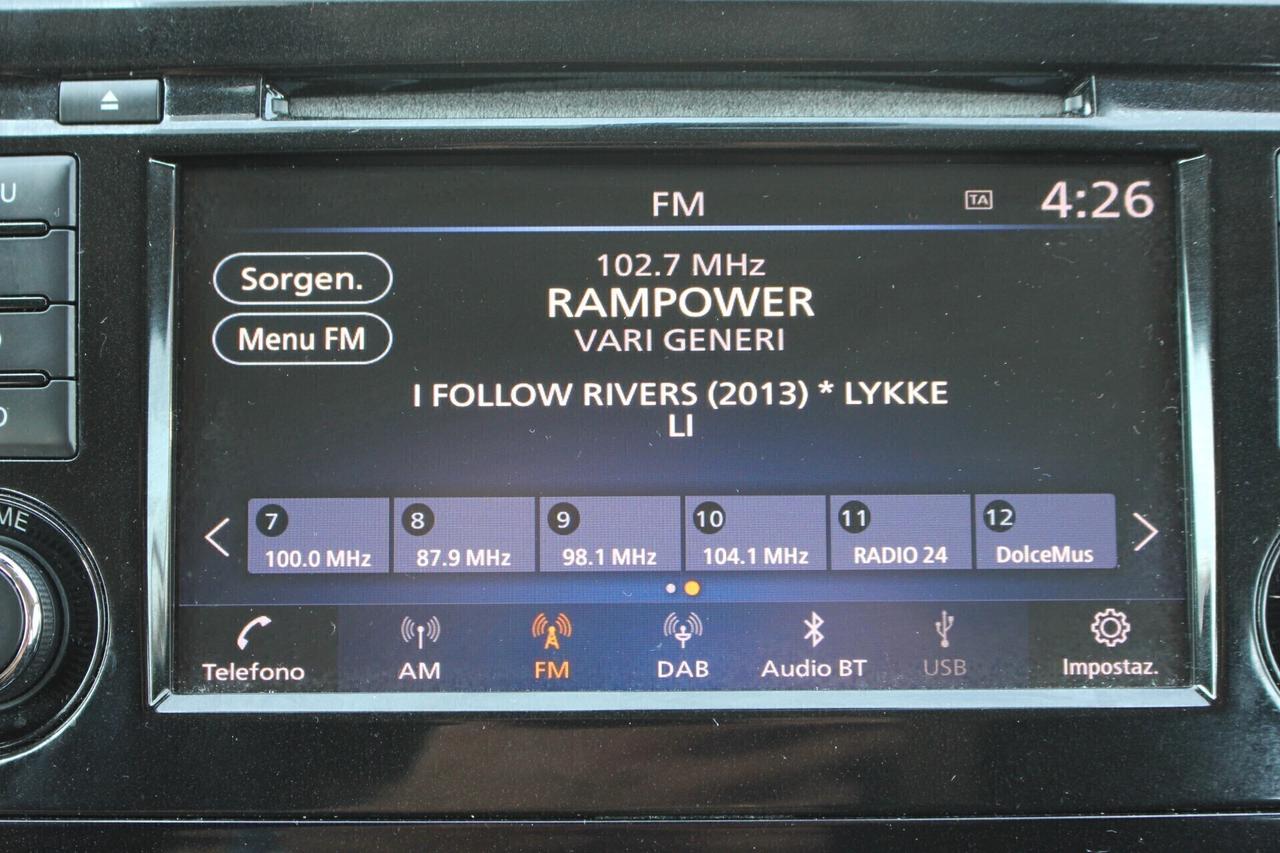 FM
TA
4:26
102.7 MHz
Sorgen.
RAMPOWER
Menu FM
VARI GENERI
I FOLLOW RIVERS (2013) * LYKKE
LI
7
8
9
10
11
12
100.0 MHz
87.9 MHz
98.1 MHz
104.1 MHz
RADIO 24
DolceMus
Telefono
AM
FM
DAB
Audio BT
USB
Impostaz.